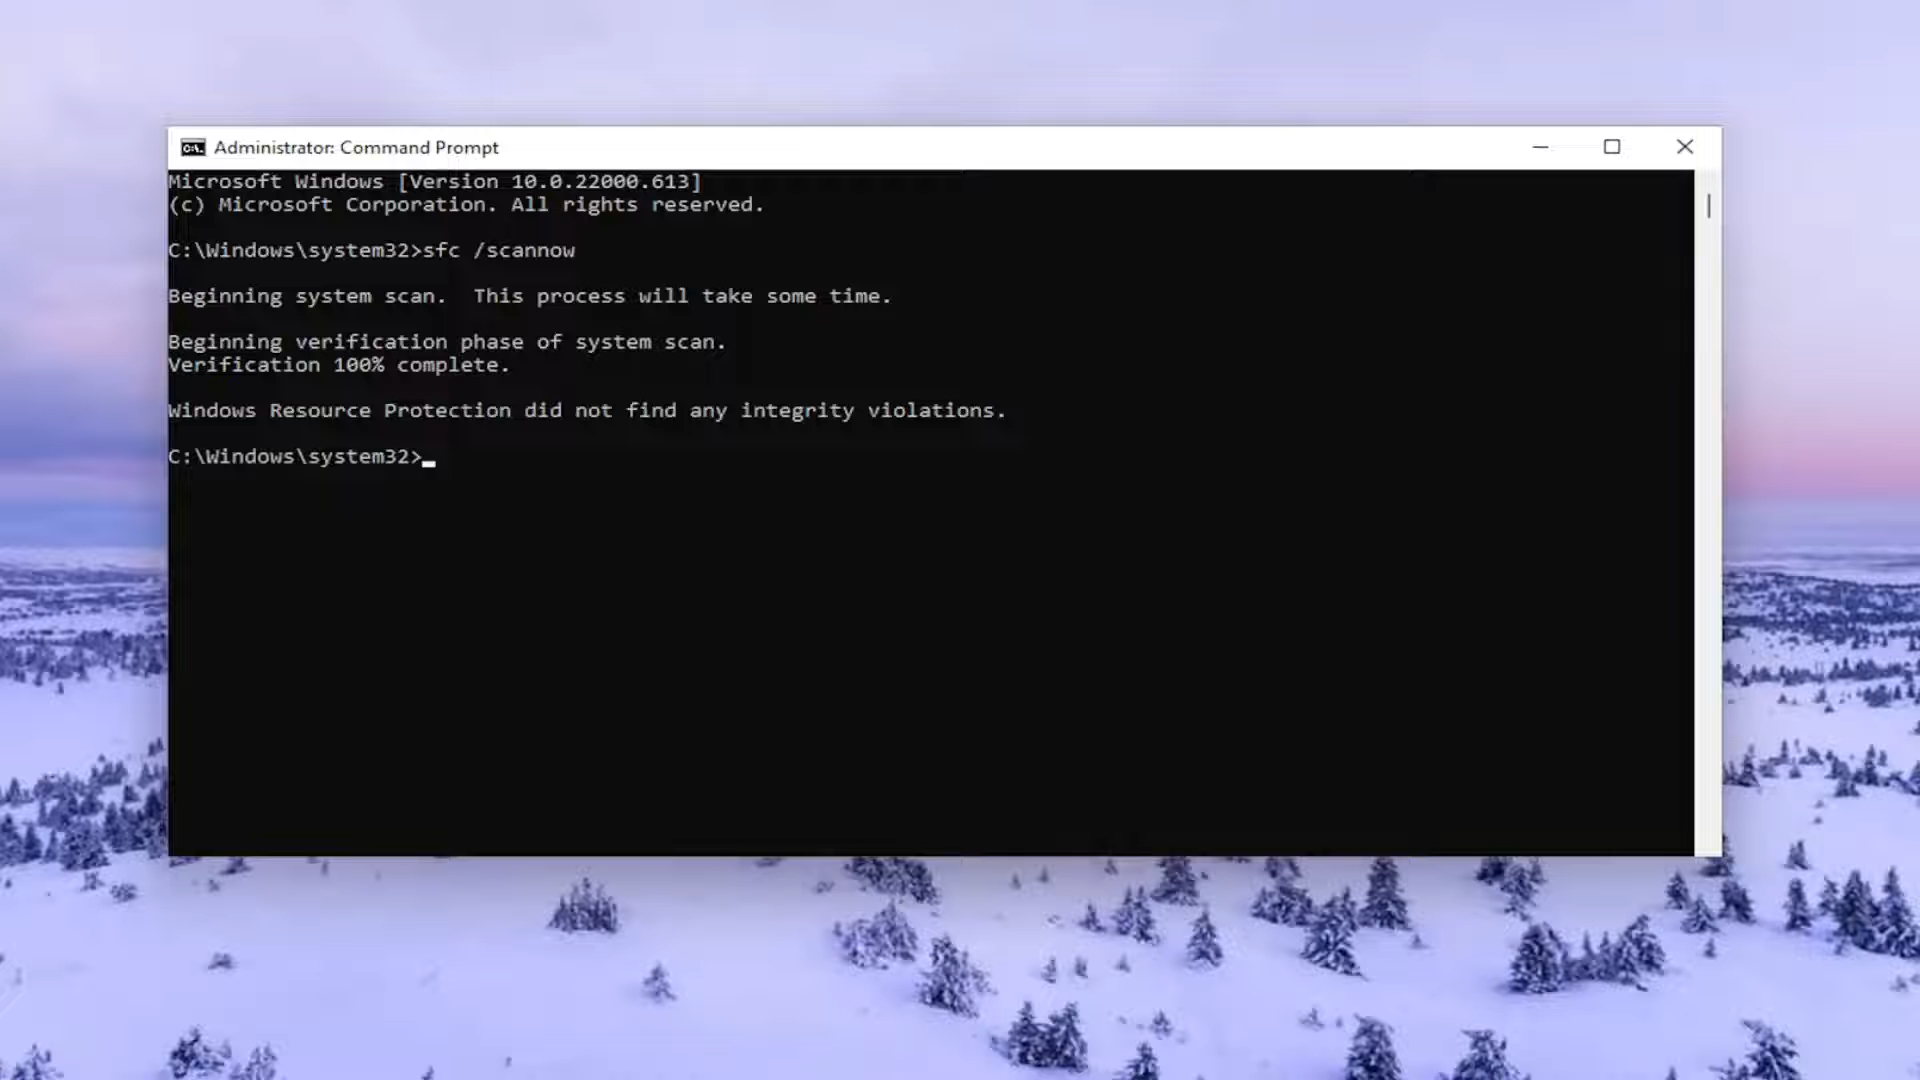 Administrator: Command Prompt
Microsoft Windows [Version 10.0.22000.613]
(c) Microsoft Corporation. All rights reserved.
C:\Windows\system32>sfc /scannow
Beginning system scan.  This process will take some time.
Beginning verification phase of system scan.
Verification 100% complete.
Windows Resource Protection did not find any integrity violations.
C:\Windows\system32>